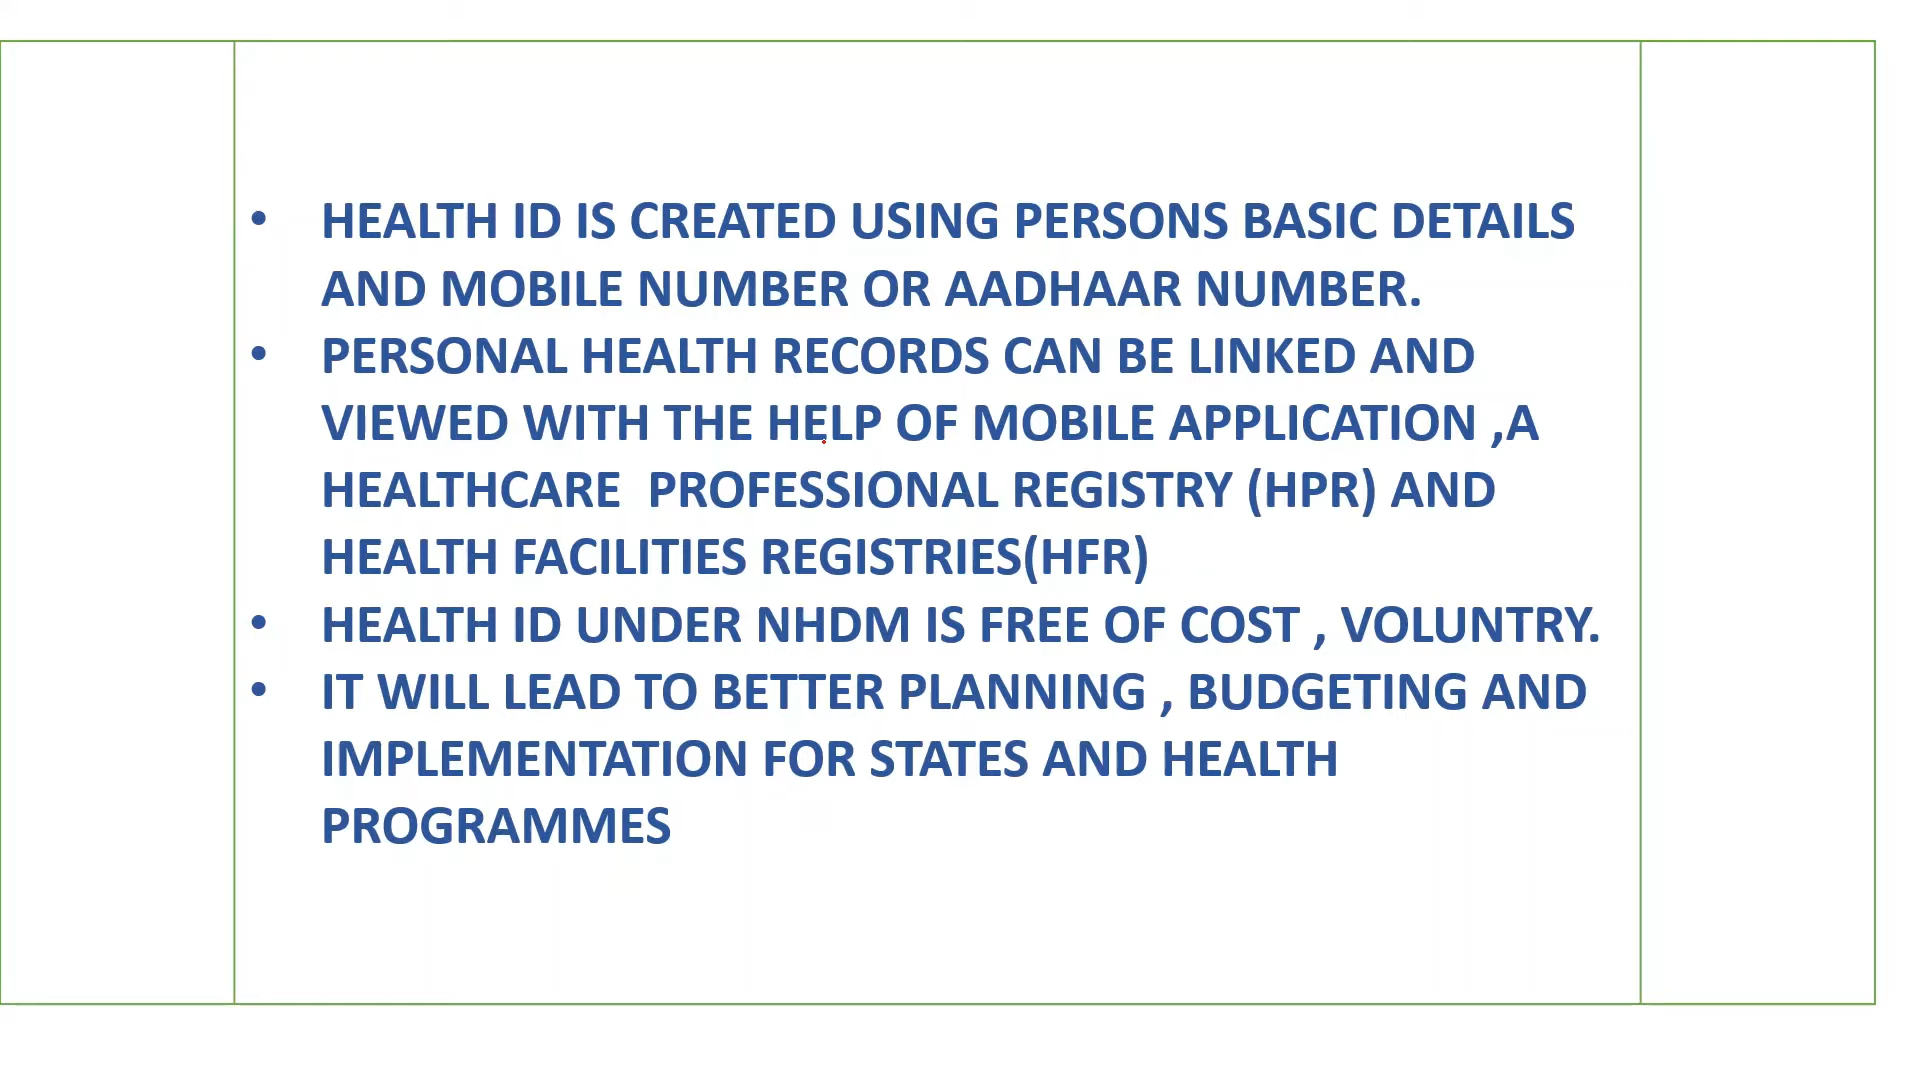 • HEALTH ID IS CREATED USING PERSONS BASIC DETAILS
AND MOBILE NUMBER OR AADHAAR NUMBER.
• PERSONAL HEALTH RECORDS CAN BE LINKED AND
VIEWED WITH THE HELP OF MOBILE APPLICATION ,A
HEALTHCARE  PROFESSIONAL REGISTRY (HPR) AND
HEALTH FACILITIES REGISTRIES(HFR)
• HEALTH ID UNDER NHDM IS FREE OF COST , VOLUNTRY.
• IT WILL LEAD TO BETTER PLANNING , BUDGETING AND
IMPLEMENTATION FOR STATES AND HEALTH
PROGRAMMES